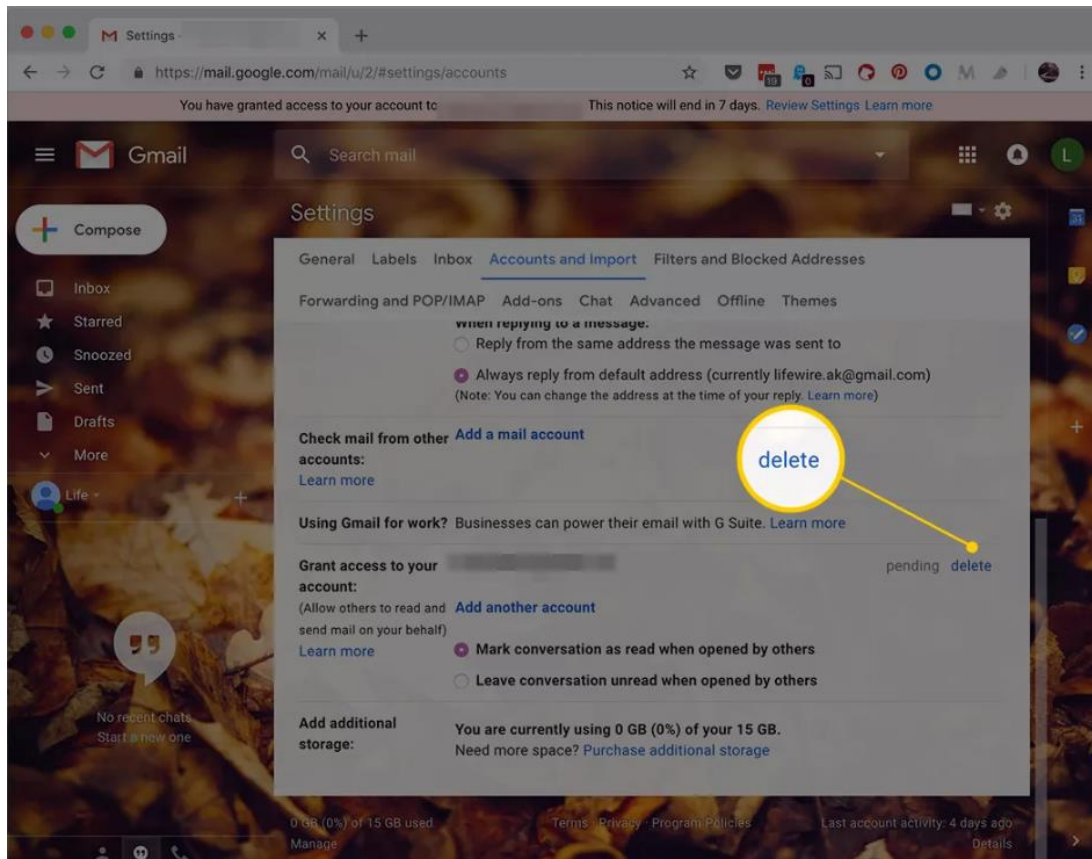 Settings -
https://mail.google.com/mail/u/2/#settings/accounts
19
0
You have granted access to your account to This notice will end in 7 days. Review Settings Learn more
Gmail
Search mail
L
Settings
31
Compose
General Labels Inbox Accounts and Import Filters and Blocked Addresses
Forwarding and POP/IMAP Add-ons Chat Advanced Offline Themes
Inbox
Starred
Snoozed
Sent
Drafts
More
Life
When replying to a message:
Reply from the same address the message was sent to
Always reply from default address (currently lifewire.ak@gmail.com)
(Note: You can change the address at the time of your reply. Learn more)
Check mail from other accounts:
Learn more
Add a mail account
delete
Using Gmail for work? Businesses can power their email with G Suite. Learn more
Grant access to your
account:
(Allow others to read and
send mail on your behalf)
Learn more
pending delete
Add another account
Mark conversation as read when opened by others
Leave conversation unread when opened by others
No recent chats
Start a new one
Add additional
storage:
You are currently using 0 GB (0%) of your 15 GB.
Need more space? Purchase additional storage
0 GB (0%) of 15 GB used
Manage
Terms · Privacy · Program Policies
Last account activity: 4 days ago
Details